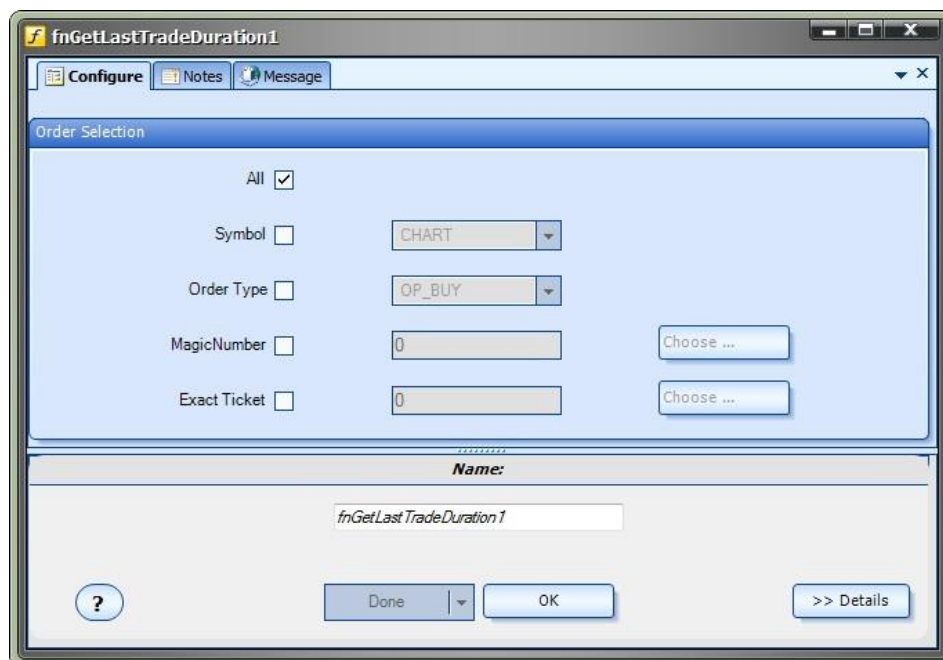 fnGetLastTradeDuration1
Configure Notes Message
Order Selection
All
Symbol CHART
Order Type OP_BUY
MagicNumber 0 Choose ...
Exact Ticket 0 Choose ...
Name:
fnGetLastTradeDuration1
? Done OK >> Details